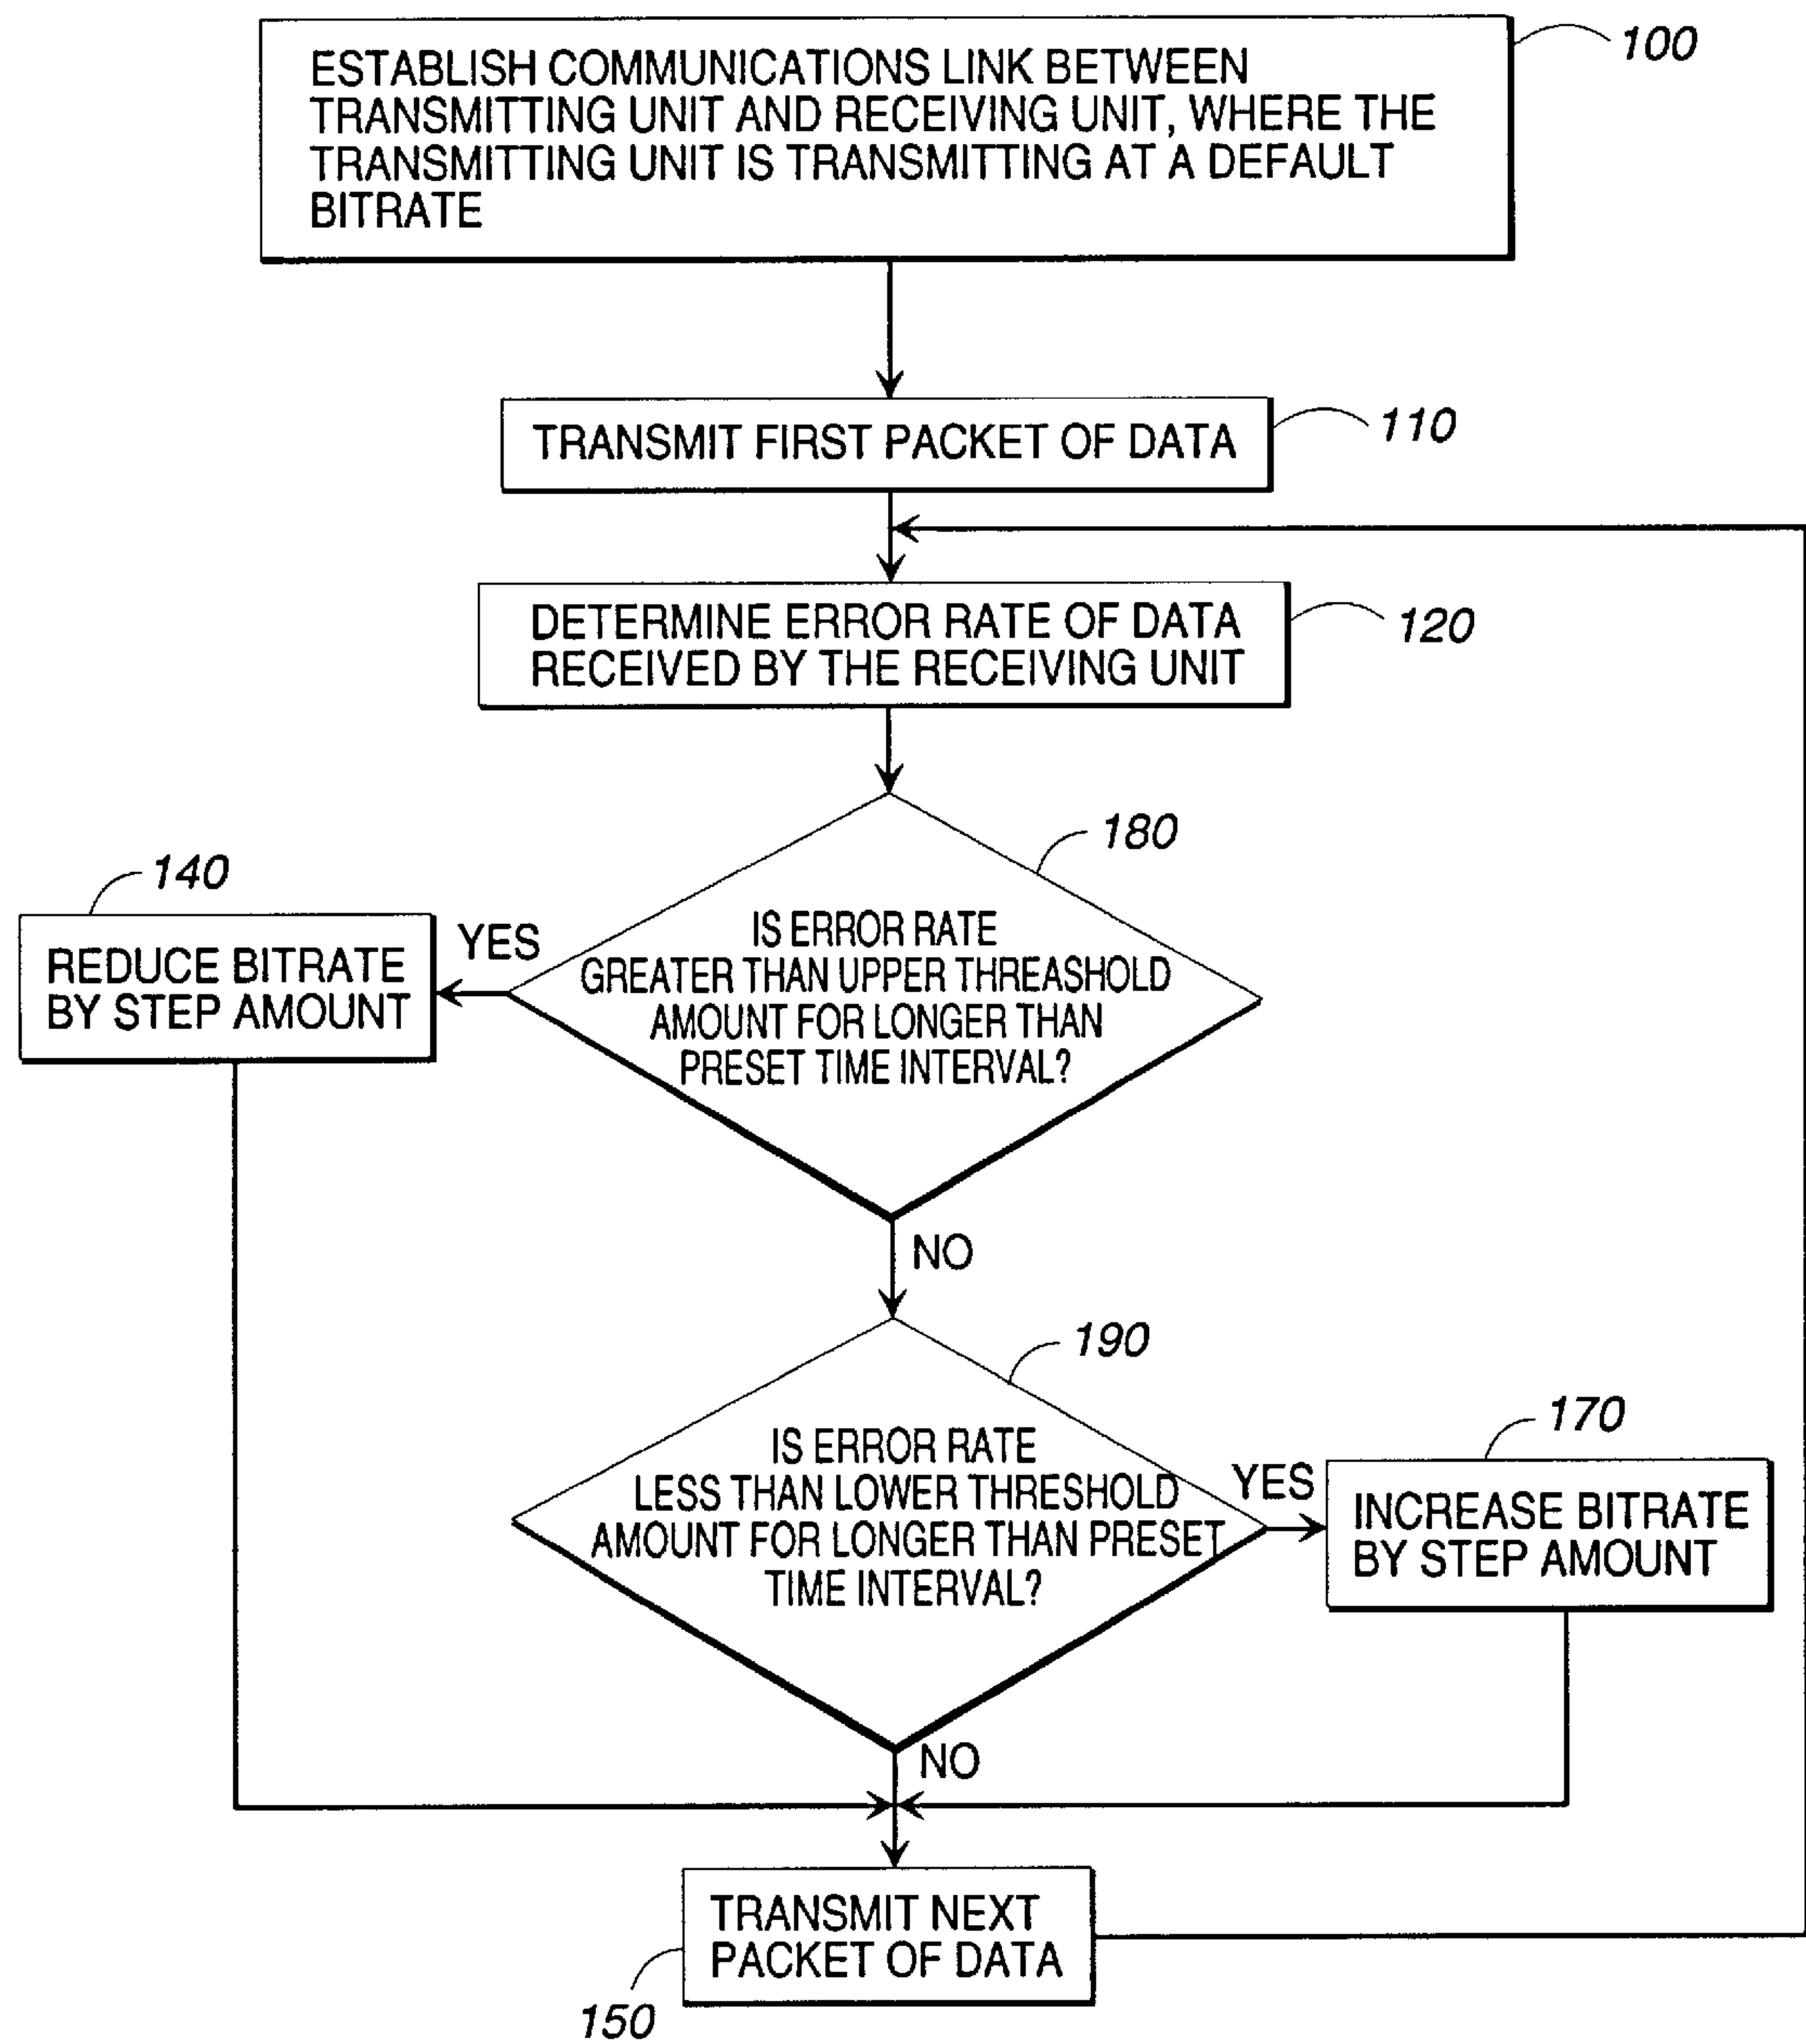 ESTABLISH COMMUNICATIONS LINK BETWEEN
TRANSMITTING UNIT AND RECEIVING UNIT, WHERE THE
TRANSMITTING UNIT IS TRANSMITTING AT A DEFAULT
BITRATE
100
TRANSMIT FIRST PACKET OF DATA
110
DETERMINE ERROR RATE OF DATA
RECEIVED BY THE RECEIVING UNIT
120
180
IS ERROR RATE
GREATER THAN UPPER THREASHOLD
AMOUNT FOR LONGER THAN
PRESET TIME INTERVAL?
YES
140
REDUCE BITRATE
BY STEP AMOUNT
NO
190
IS ERROR RATE
LESS THAN LOWER THRESHOLD
AMOUNT FOR LONGER THAN PRESET
TIME INTERVAL?
YES
170
INCREASE BITRATE
BY STEP AMOUNT
NO
TRANSMIT NEXT
PACKET OF DATA
150